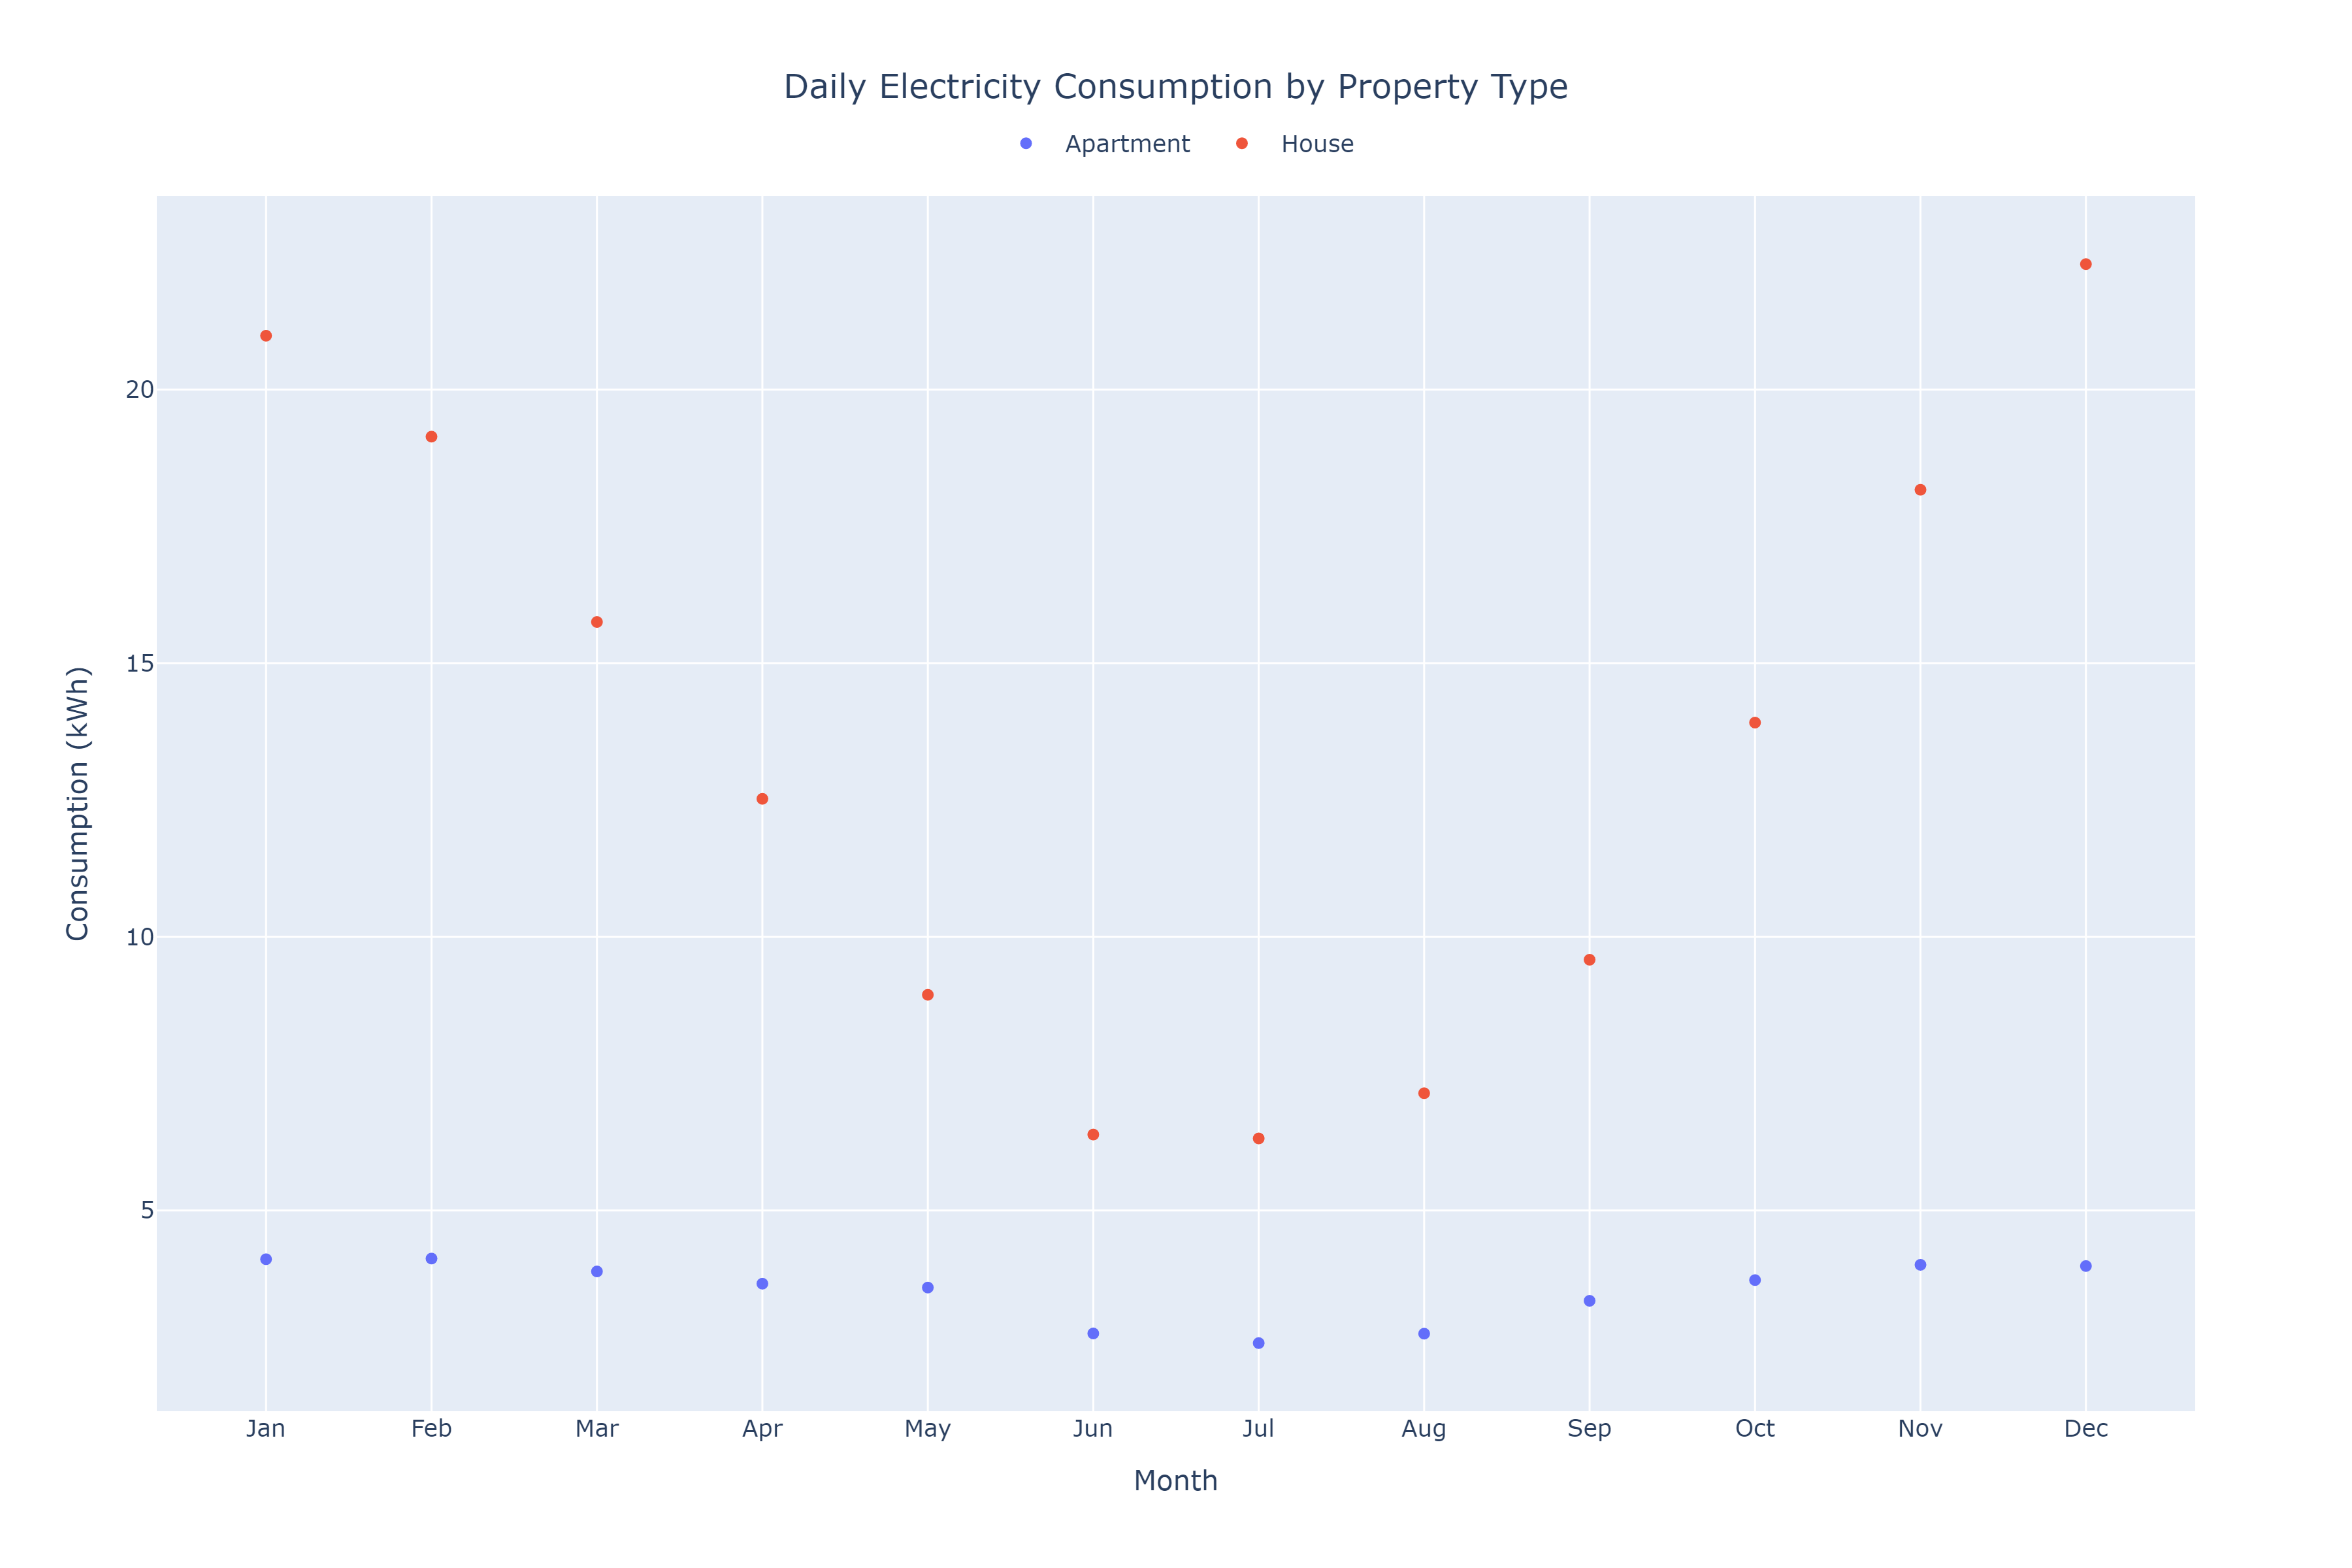 Daily Electricity Consumption by Property Type
Apartment House
20
15
10
5
Consumption (kWh)
Jan Feb Mar Apr May Jun Jul Aug Sep Oct Nov Dec
Month